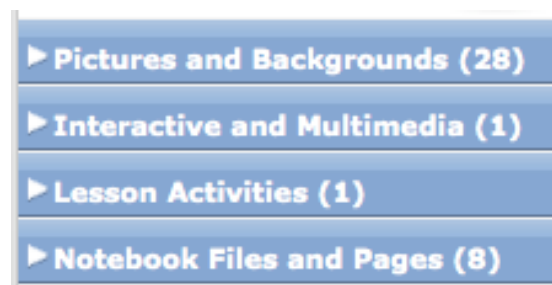 Pictures and Backgrounds (28)
Interactive and Multimedia (1)
Lesson Activities (1)
Notebook Files and Pages (8)